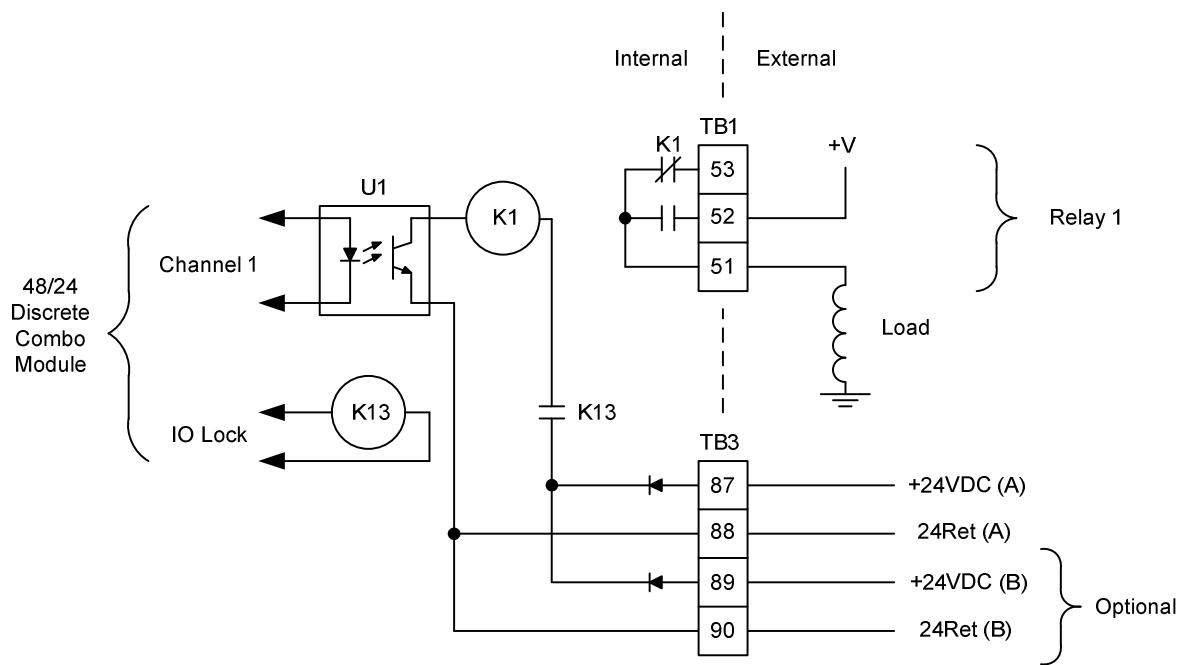 Internal
External
TB1
K1
53
+V
52
Relay 1
51
U1
K1
Channel 1
48/24
Discrete
Combo
Module
Load
K13
K13
IO Lock
TB3
87
+24VDC (A)
88
24Ret (A)
89
+24VDC (B)
Optional
90
24Ret (B)